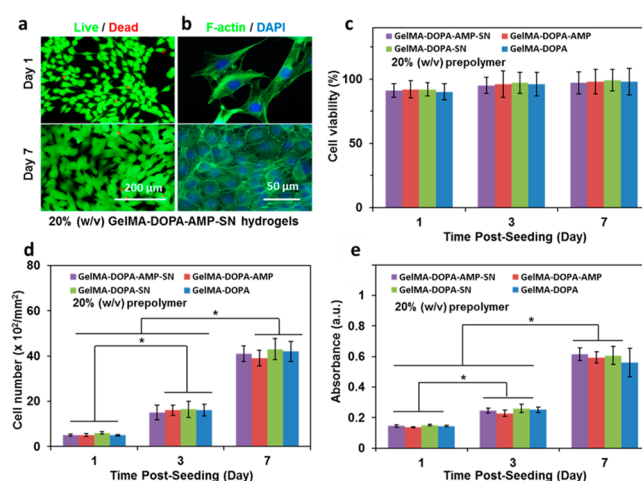 a
Live / Dead
b
F-actin / DAPI
Day 1
Day 7
200 µm
50 µm
20% (w/v) GelMA-DOPA-AMP-SN hydrogels
c
Cell viability (%)
100
50
0
GelMA-DOPA-AMP-SN
GelMA-DOPA-AMP
GelMA-DOPA-SN
GelMA-DOPA
20% (w/v) prepolymer
1
3
7
Time Post-Seeding (Day)
d
Cell number (x 10²/mm²)
80
60
40
20
0
GelMA-DOPA-AMP-SN
GelMA-DOPA-AMP
GelMA-DOPA-SN
GelMA-DOPA
20% (w/v) prepolymer
*
*
1
3
7
Time Post-Seeding (Day)
e
Absorbance (a.u.)
1
0.8
0.6
0.4
0.2
0
GelMA-DOPA-AMP-SN
GelMA-DOPA-AMP
GelMA-DOPA-SN
GelMA-DOPA
20% (w/v) prepolymer
*
*
1
3
7
Time Post-Seeding (Day)